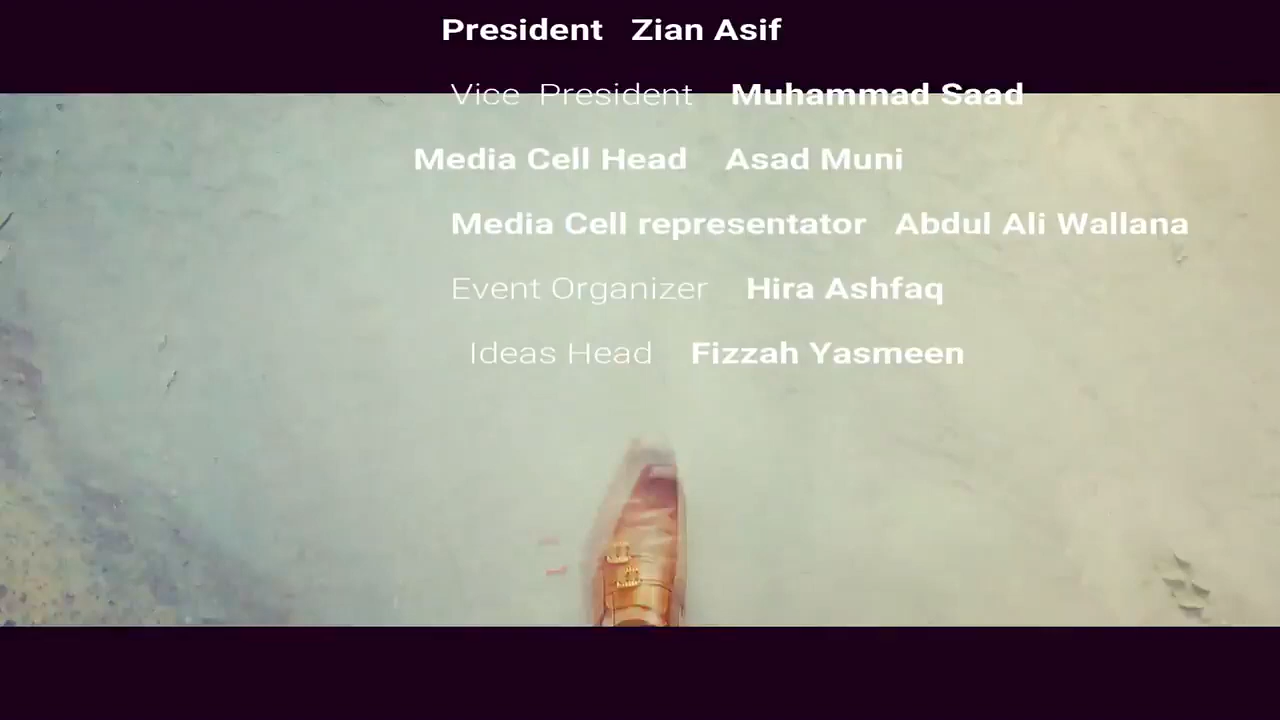 President Zian Asif
Vice President Muhammad Saad
Media Cell Head Asad Muni
Media Cell representator Abdul Ali Wallana
Event Organizer Hira Ashfaq
Ideas Head Fizzah Yasmeen